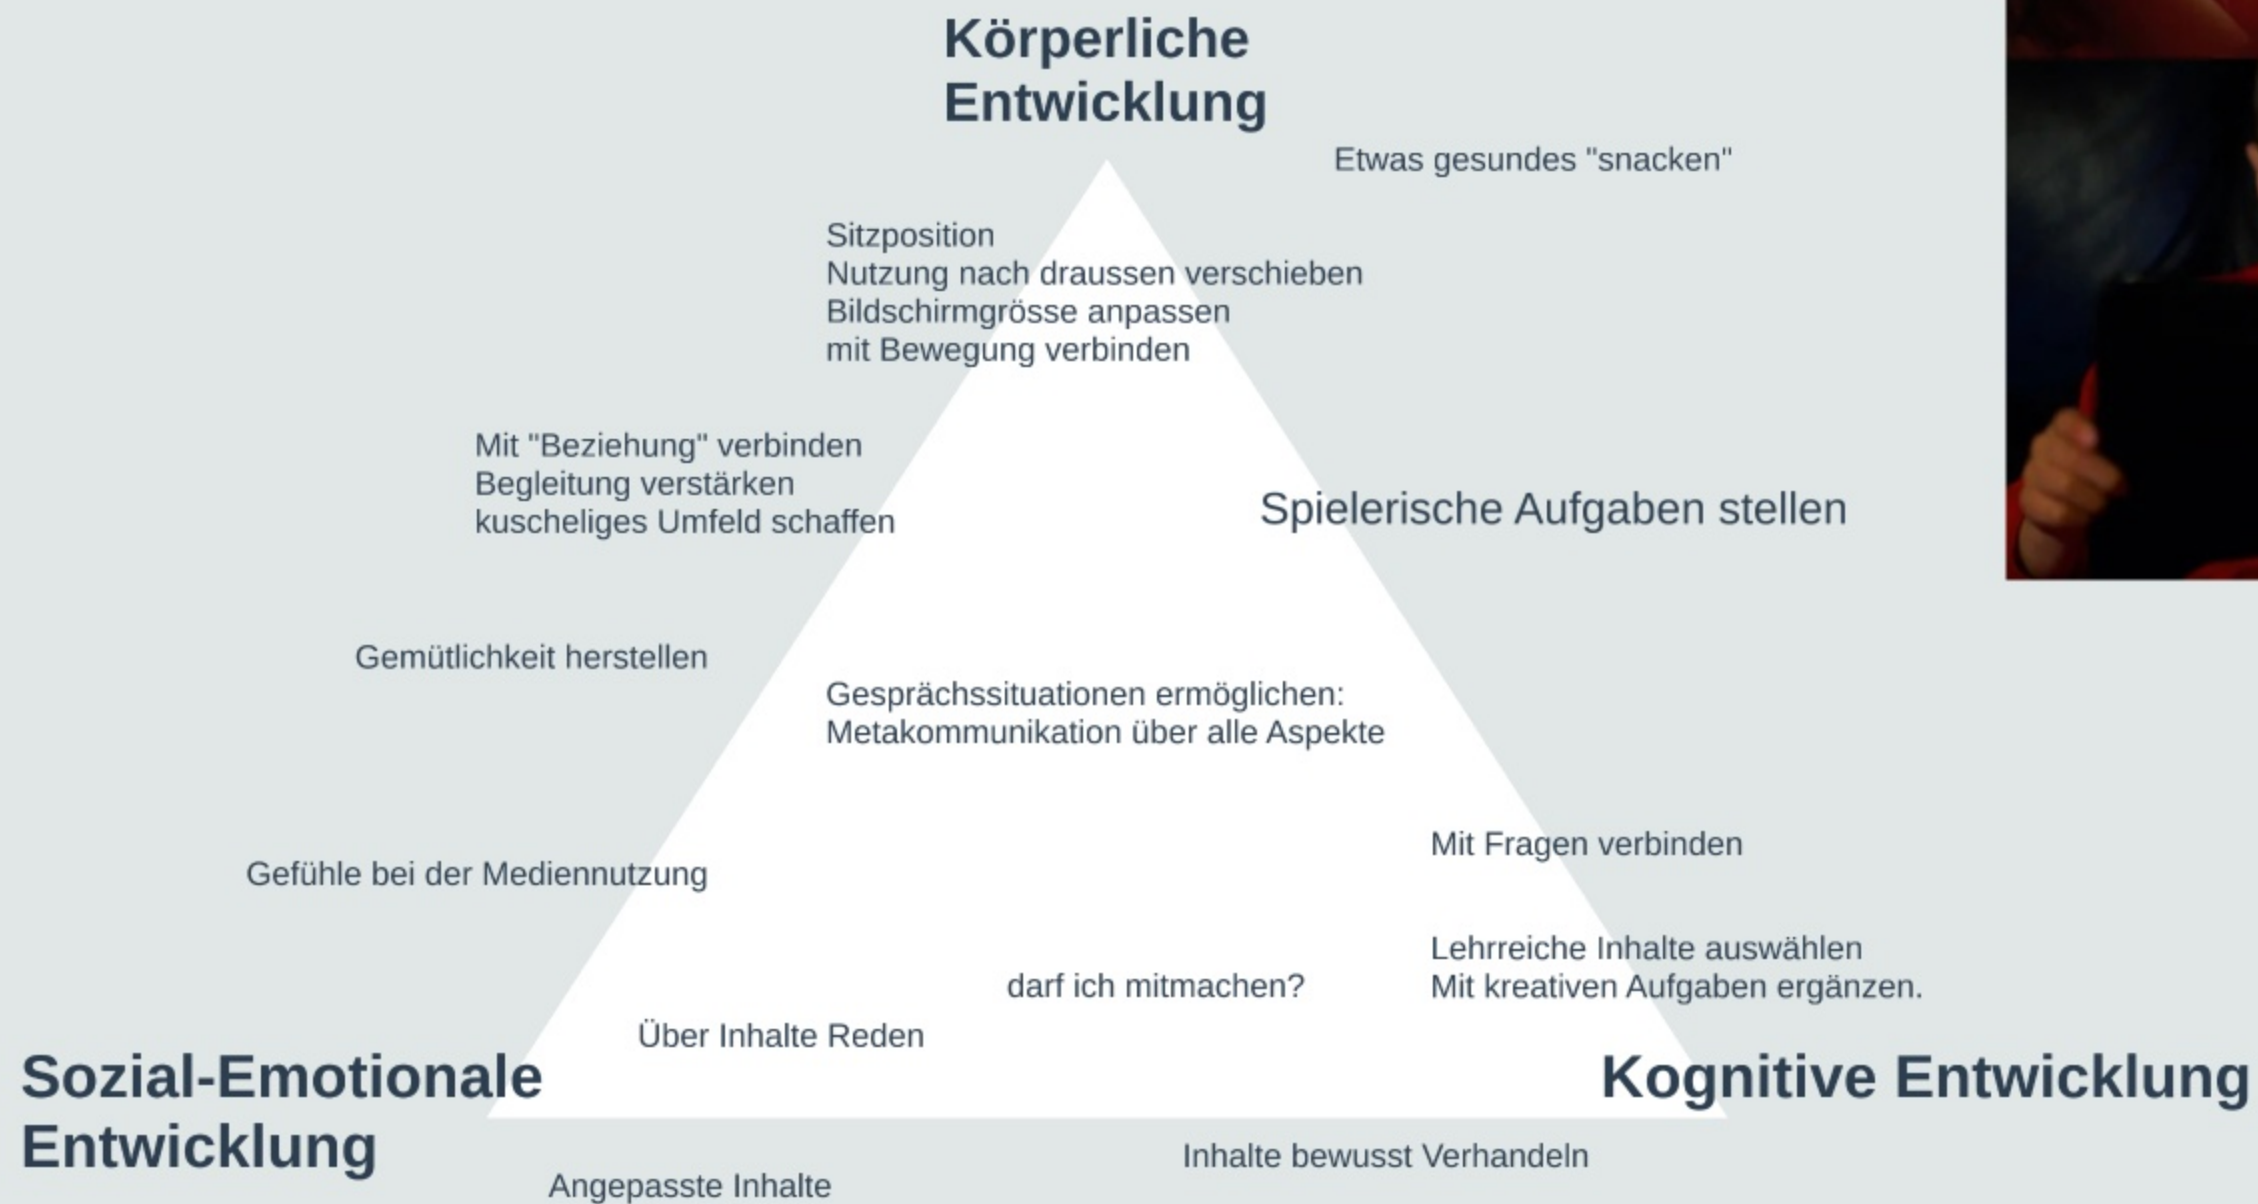 Körperliche
Entwicklung
Etwas gesundes "snacken"
Sitzposition
Nutzung nach draussen verschieben
Bildschirmgrösse anpassen
mit Bewegung verbinden
Mit "Beziehung" verbinden
Begleitung verstärken
kuscheliges Umfeld schaffen
Spielerische Aufgaben stellen
Gemütlichkeit herstellen
Gesprächssituationen ermöglichen:
Metakommunikation über alle Aspekte
Mit Fragen verbinden
Gefühle bei der Mediennutzung
Lehrreiche Inhalte auswählen
Mit kreativen Aufgaben ergänzen.
darf ich mitmachen?
Über Inhalte Reden
Sozial-Emotionale
Entwicklung
Kognitive Entwicklung
Inhalte bewusst Verhandeln
Angepasste Inhalte